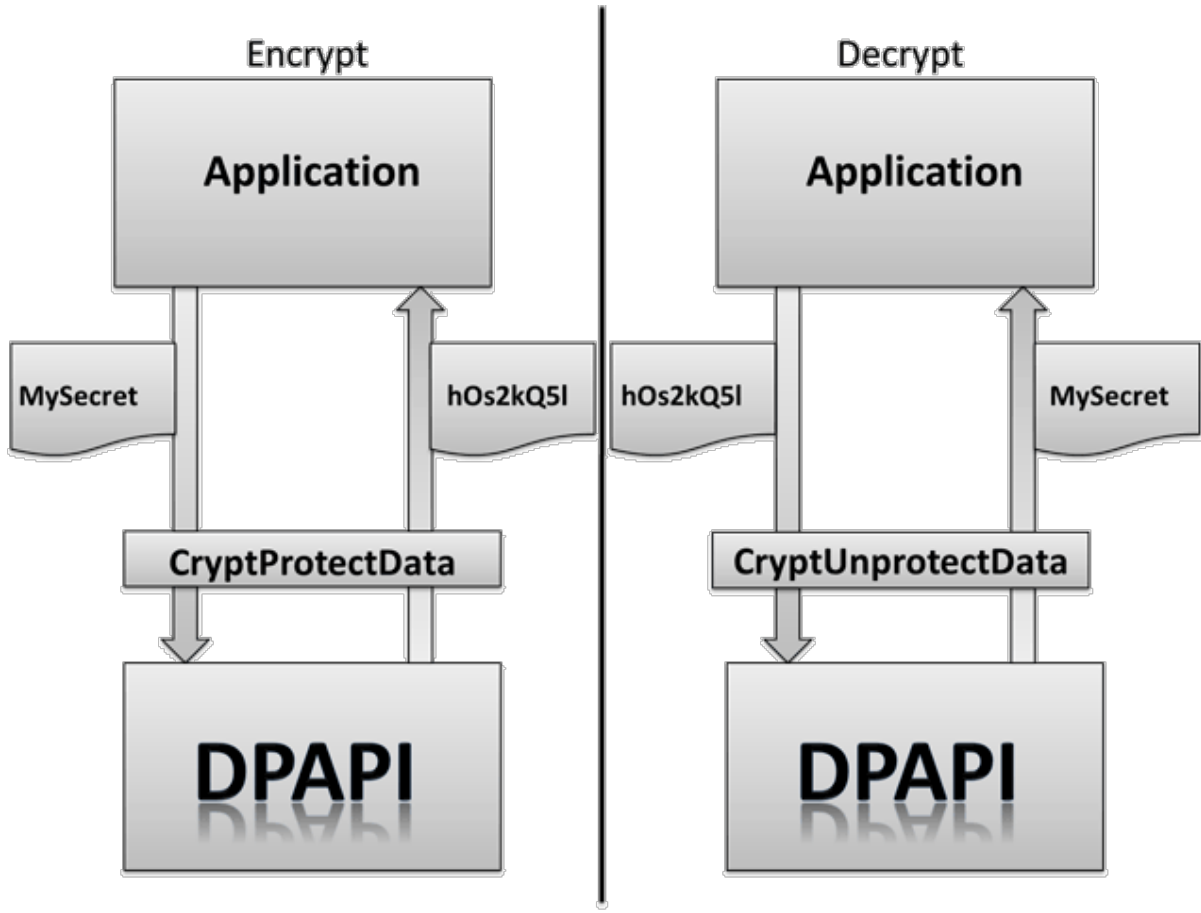 Encrypt
Application
MySecret
hOs2kQ5l
CryptProtectData
DPAPI
Decrypt
Application
hOs2kQ5l
MySecret
CryptUnprotectData
DPAPI